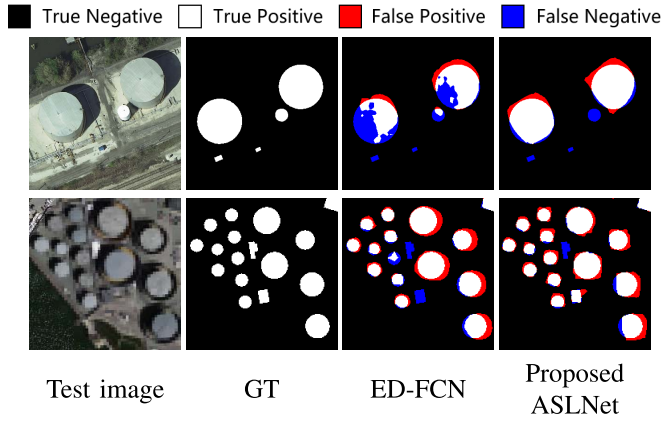 True Negative True Positive False Positive False Negative
Test image GT ED-FCN Proposed
ASLNet